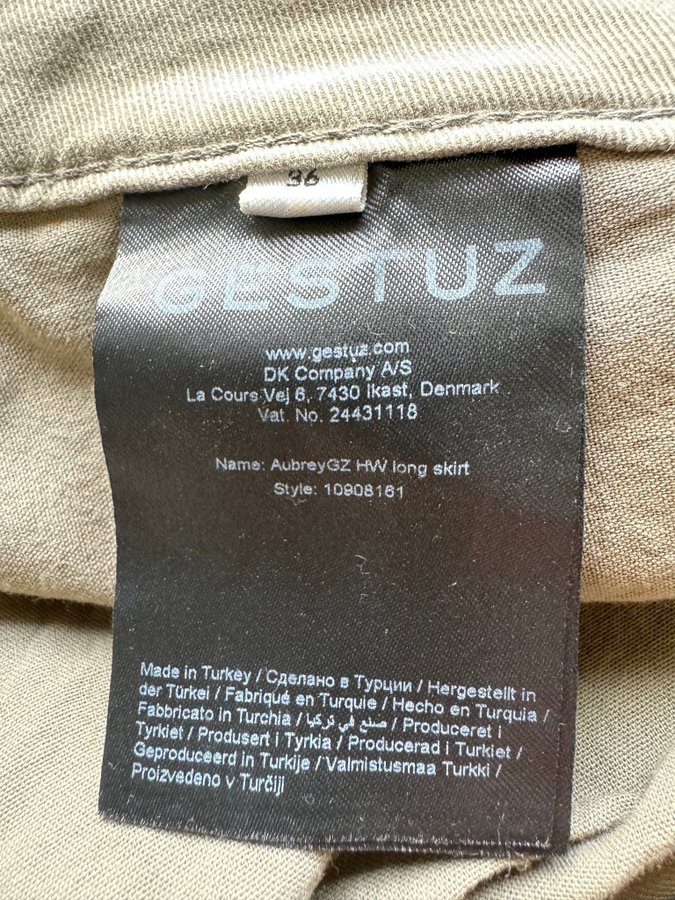 36
GESTUZ
www.gestuz.com
DK Company A/S
La Cours Vej 6, 7430 Ikast, Denmark
Vat. No. 24431118
Name: AubreyGZ HW long skirt
Style: 10908161
Made in Turkey / Сделано в Турции / Hergestellt in
der Türkei / Fabriqué en Turquie / Hecho en Turquia /
Fabbricato in Turchia / صنع في تركيا / Produceret i
Tyrkiet / Produsert i Tyrkia / Producerad i Turkiet /
Geproduceerd in Turkije / Valmistusmaa Turkki /
Proizvedeno v Turčiji